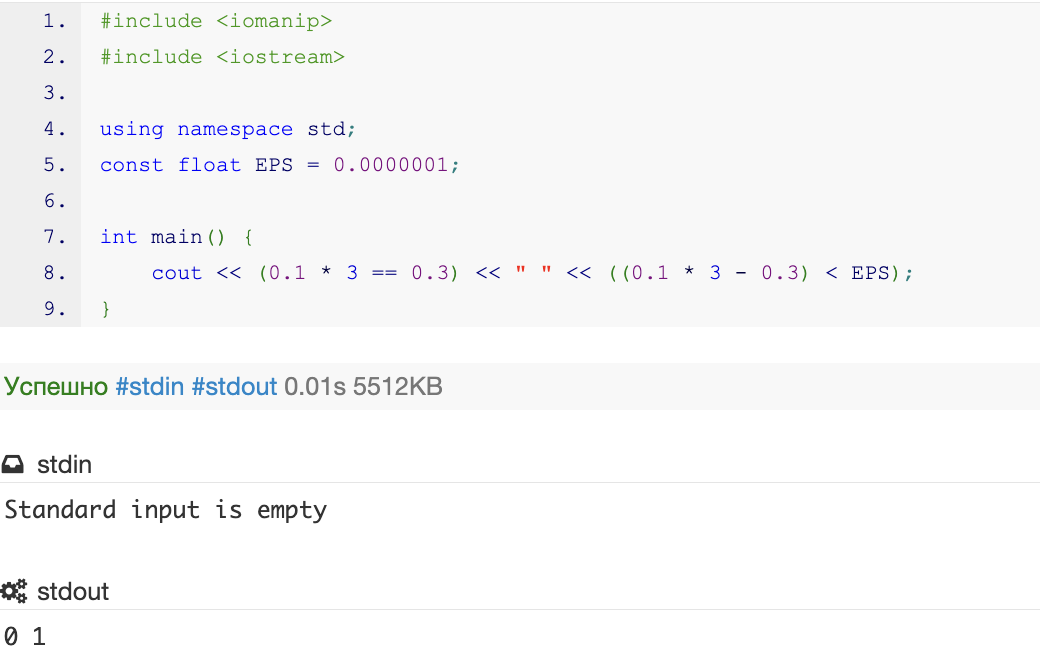 1. #include <iomanip>
2. #include <iostream>
3.
4. using namespace std;
5. const float EPS = 0.0000001;
6.
7. int main() {
8.     cout << (0.1 * 3 == 0.3) << " " << ((0.1 * 3 - 0.3) < EPS);
9. }
Успешно #stdin #stdout 0.01s 5512KB
stdin
Standard input is empty
stdout
0 1